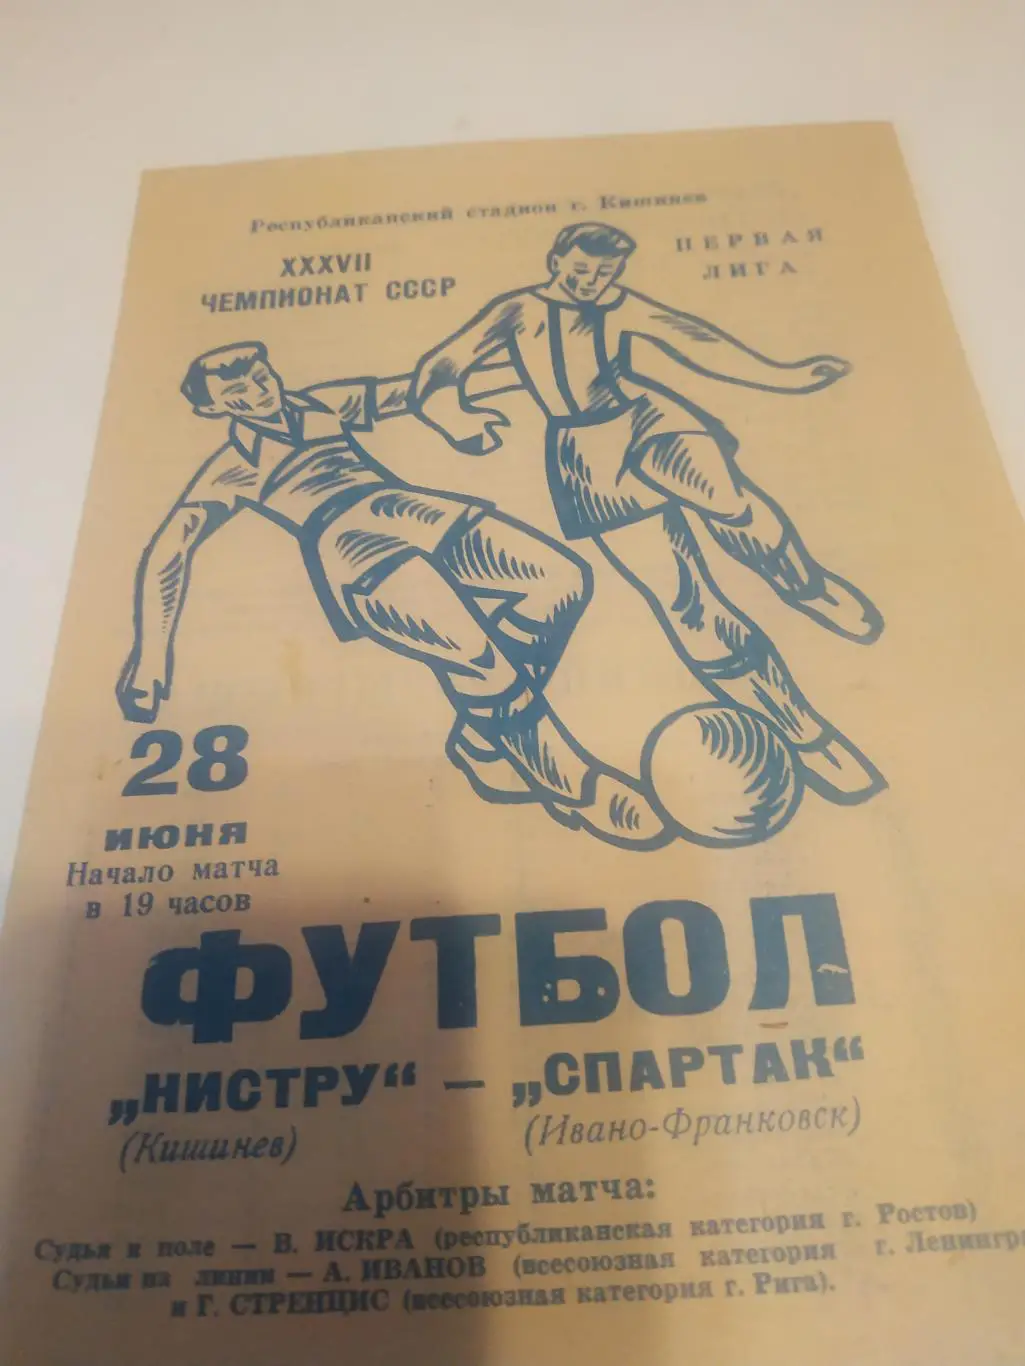 Республиканский стадион г. Кишинев
XXXVII
ЧЕМПИОНАТ СССР
ПЕРВАЯ
ЛИГА
28
ИЮНЯ
Начало матча
в 19 часов
ФУТБОЛ
„НИСТРУ“ — „СПАРТАК“
(Кишинев) (Ивано-Франковск)
Арбитры матча:
Судья в поле — В. ИСКРА (республиканская категория г. Ростов)
Судьи на линии — А. ИВАНОВ (всесоюзная категория г. Ленингр
и Г. СТРЕНЦИС (всесоюзная категория г. Рига).